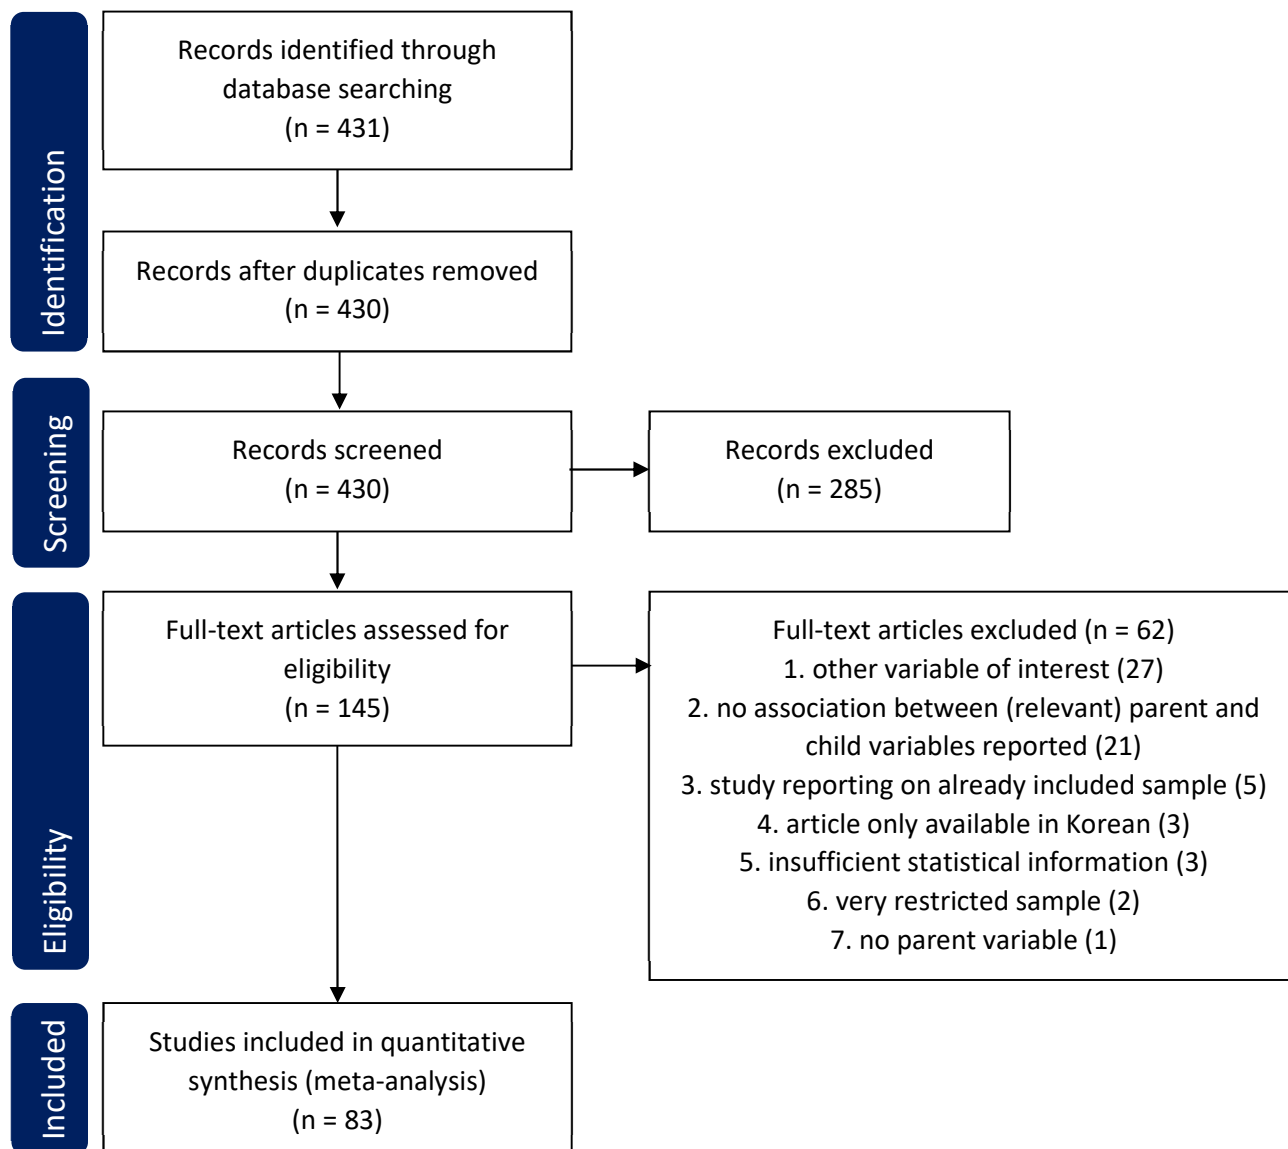 Identification
Records identified through
database searching
(n = 431)
Records after duplicates removed
(n = 430)
Screening
Records screened
(n = 430)
Records excluded
(n = 285)
Eligibility
Full-text articles assessed for
eligibility
(n = 145)
Full-text articles excluded (n = 62)
1. other variable of interest (27)
2. no association between (relevant) parent and
child variables reported (21)
3. study reporting on already included sample (5)
4. article only available in Korean (3)
5. insufficient statistical information (3)
6. very restricted sample (2)
7. no parent variable (1)
Included
Studies included in quantitative
synthesis (meta-analysis)
(n = 83)